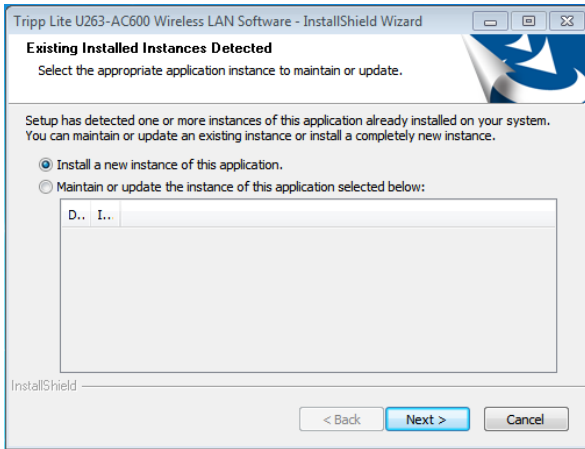 Tripp Lite U263-AC600 Wireless LAN Software - InstallShield Wizard
Existing Installed Instances Detected
Select the appropriate application instance to maintain or update.
Setup has detected one or more instances of this application already installed on your system.
You can maintain or update an existing instance or install a completely new instance.
Install a new instance of this application.
Maintain or update the instance of this application selected below:
D.. I..
InstallShield
< Back Next > Cancel